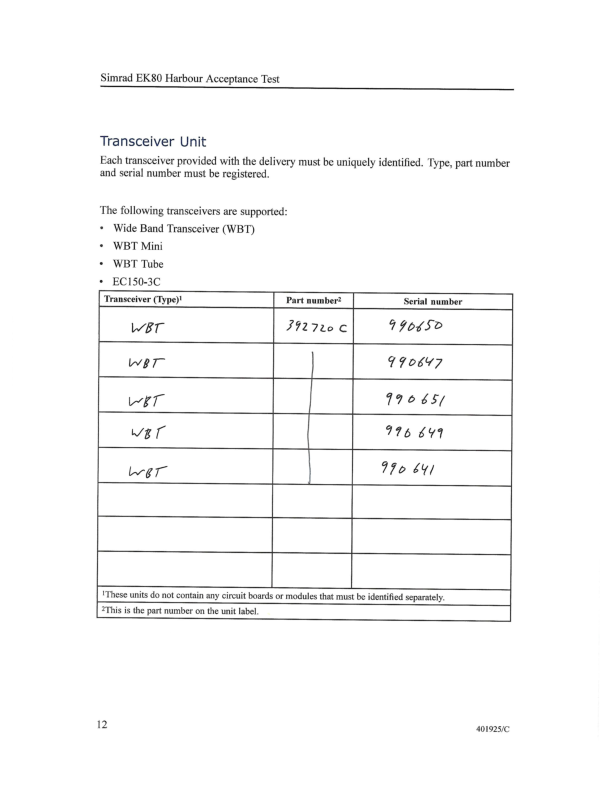 Simrad EK80 Harbour Acceptance Test
Transceiver Unit
Each transceiver provided with the delivery must be uniquely identified. Type, part number
and serial number must be registered.
The following transceivers are supported:
• Wide Band Transceiver (WBT)
• WBT Mini
• WBT Tube
• EC150-3C
Transceiver (Type)¹ Part number² Serial number
WBT 392720 C 990650
WBT 990647
WBT 990651
WBT 990649
WBT 990641
¹These units do not contain any circuit boards or modules that must be identified separately.
²This is the part number on the unit label.
12 401925/C